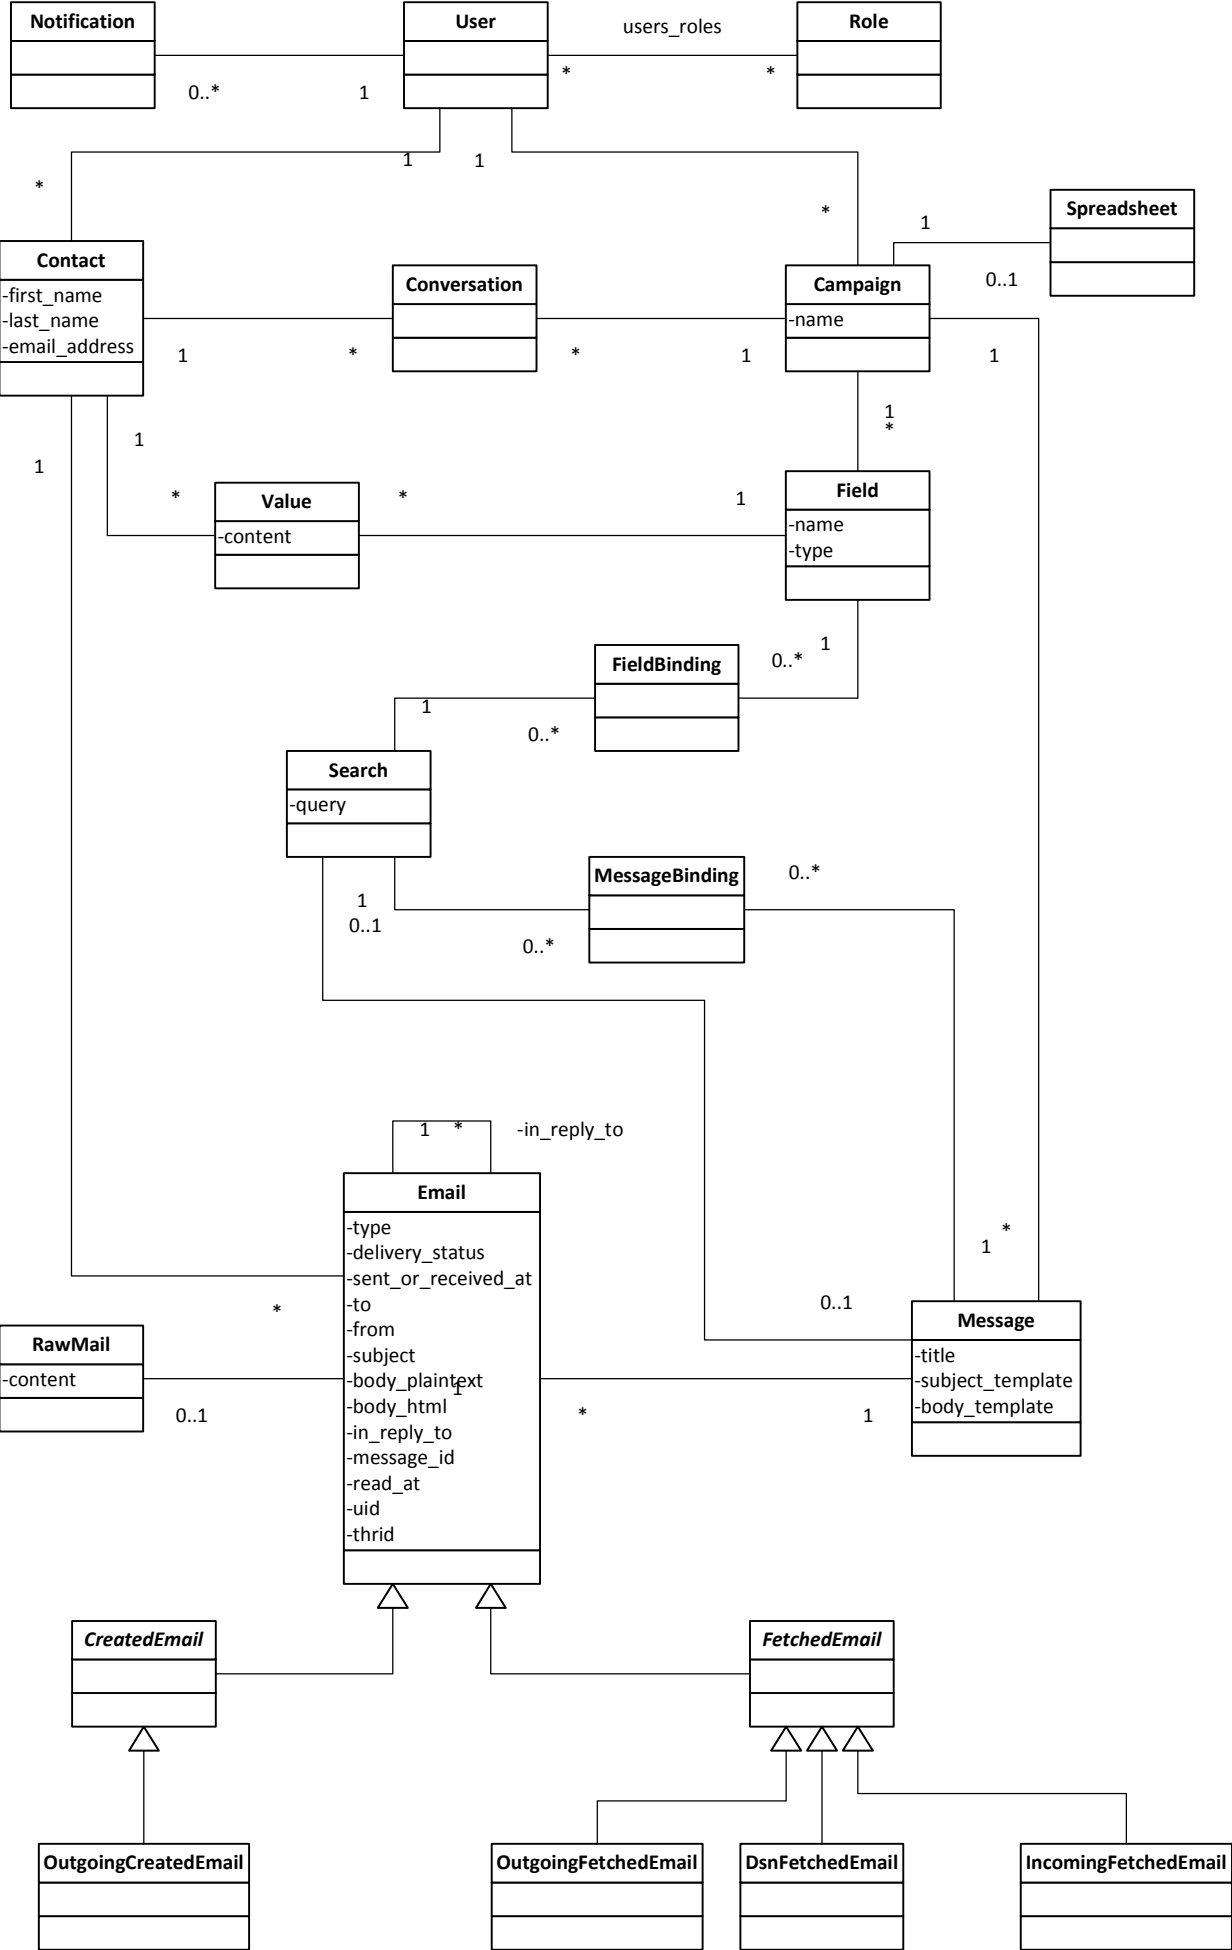 Notification
User
users_roles
Role
0..*
1
*
*
1
1
*
*
Spreadsheet
1
0..1
Contact
-first_name
-last_name
-email_address
Conversation
Campaign
-name
1
*
*
1
1
1
*
1
1
*
Value
-content
*
1
Field
-name
-type
1
0..*
FieldBinding
1
0..*
Search
-query
MessageBinding
0..*
1
0..1
0..*
1
*
-in_reply_to
Email
-type
-delivery_status
-sent_or_received_at
-to
-from
-subject
-body_plaintext
-body_html
-in_reply_to
-message_id
-read_at
-uid
-thrid
*
1
*
0..1
RawMail
-content
0..1
1
*
1
Message
-title
-subject_template
-body_template
CreatedEmail
FetchedEmail
OutgoingCreatedEmail
OutgoingFetchedEmail
DsnFetchedEmail
IncomingFetchedEmail